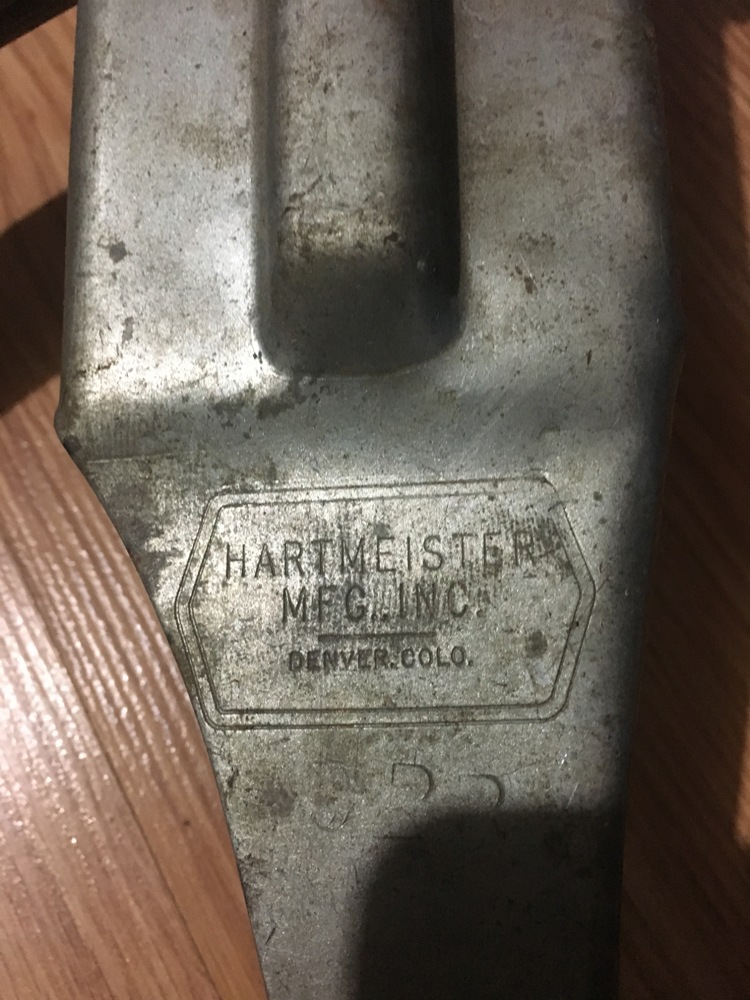 HARTMEISTER
MFG. INC.
DENVER. COLO.